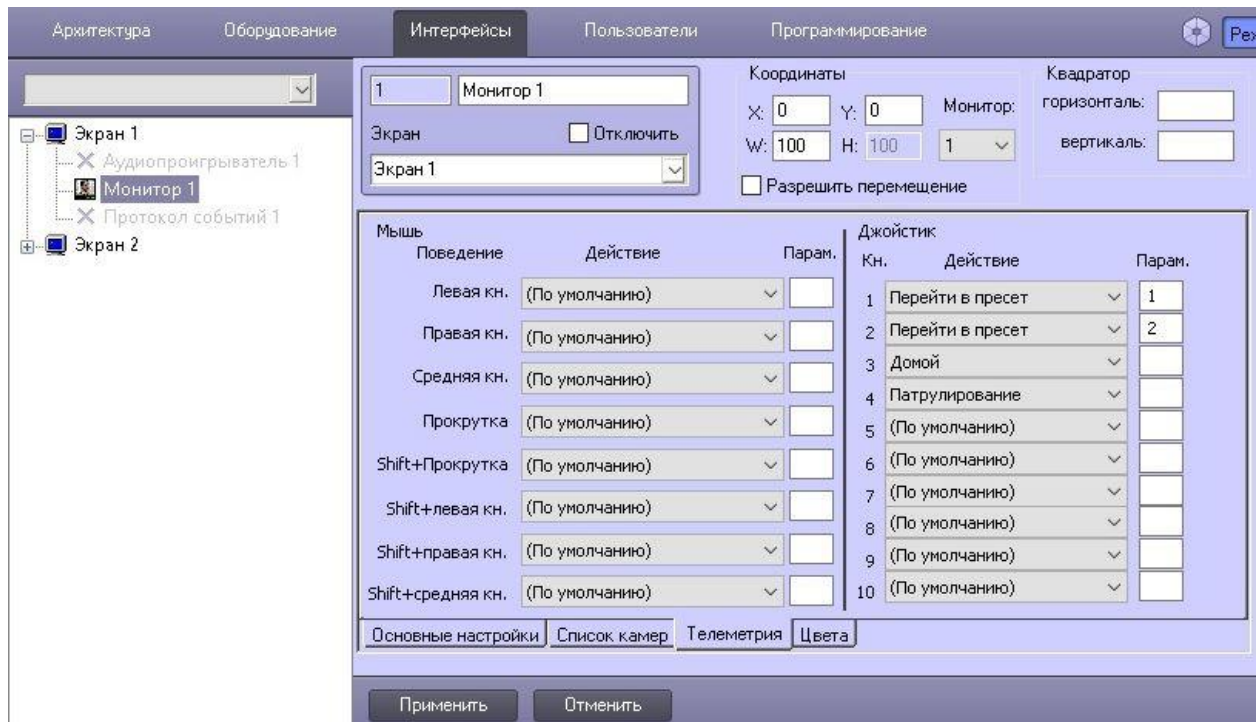 Архитектура Оборудование Интерфейсы Пользователи Программирование
Экран 1
Аудиопроигрыватель 1
Монитор 1
Протокол событий 1
Экран 2
1 Монитор 1
Экран Отключить
Экран 1
Координаты
X: 0 Y: 0 Монитор:
W: 100 H: 100 1
Разрешить перемещение
Квадратор
горизонталь:
вертикаль:
Мышь
Поведение Действие Парам.
Левая кн. (По умолчанию)
Правая кн. (По умолчанию)
Средняя кн. (По умолчанию)
Прокрутка (По умолчанию)
Shift+Прокрутка (По умолчанию)
Shift+левая кн. (По умолчанию)
Shift+правая кн. (По умолчанию)
Shift+средняя кн. (По умолчанию)
Джойстик
Кн. Действие Парам.
1 Перейти в пресет 1
2 Перейти в пресет 2
3 Домой
4 Патрулирование
5 (По умолчанию)
6 (По умолчанию)
7 (По умолчанию)
8 (По умолчанию)
9 (По умолчанию)
10 (По умолчанию)
Основные настройки Список камер Телеметрия Цвета
Применить Отменить